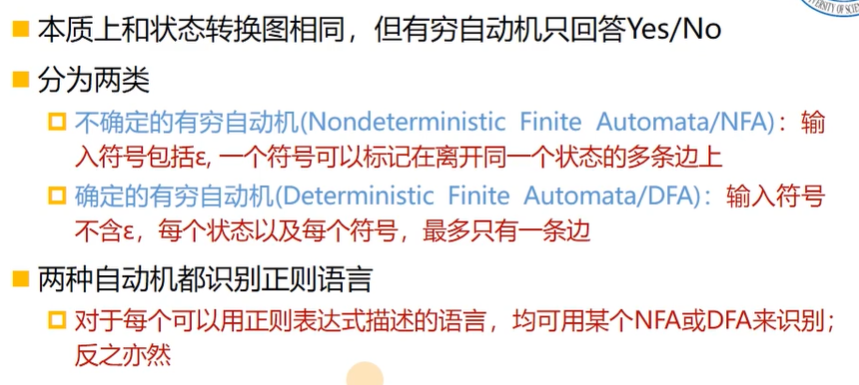 本质上和状态转换图相同，但有穷自动机只回答Yes/No
分为两类
不确定的有穷自动机(Nondeterministic Finite Automata/NFA)：输
入符号包括ε, 一个符号可以标记在离开同一个状态的多条边上
确定的有穷自动机(Deterministic Finite Automata/DFA)：输入符号
不含ε，每个状态以及每个符号，最多只有一条边
两种自动机都识别正则语言
对于每个可以用正则表达式描述的语言，均可用某个NFA或DFA来识别；
反之亦然